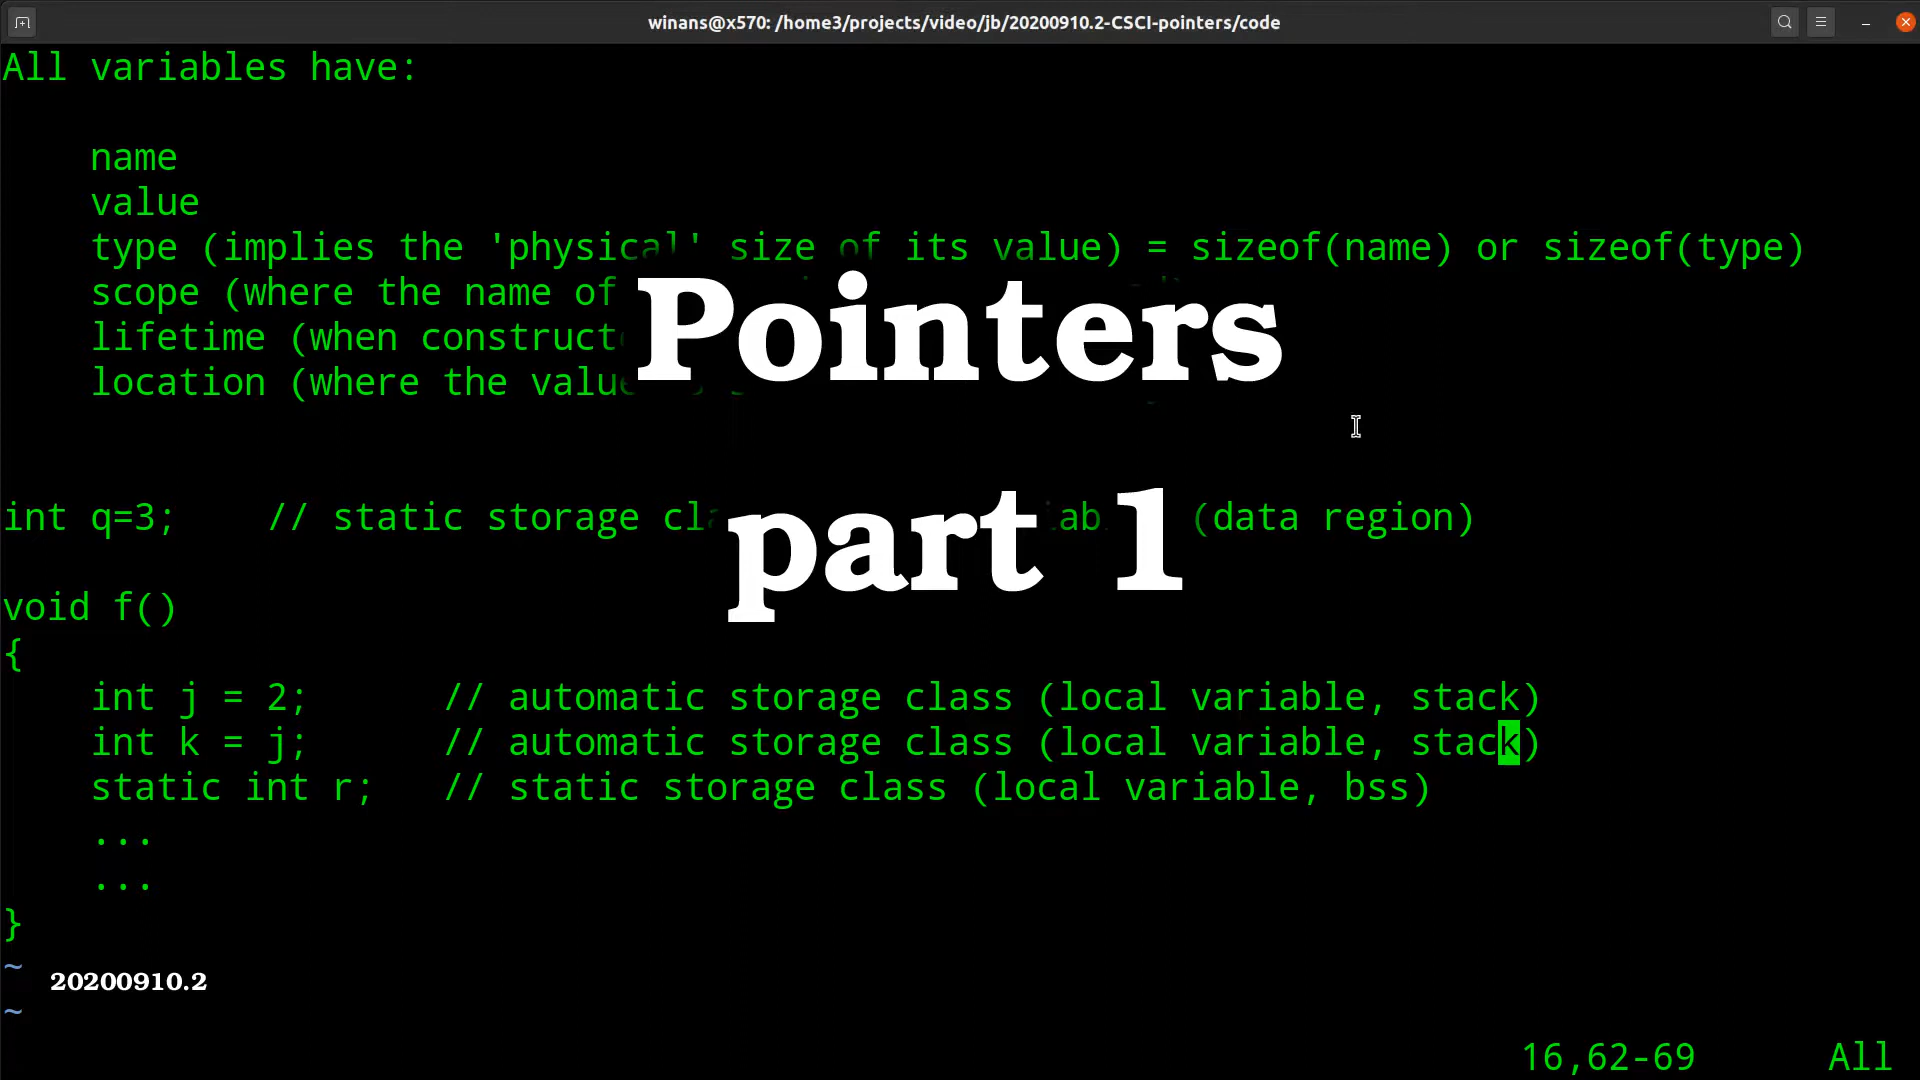 winans@x570: /home3/projects/video/jb/20200910.2-CSCI-pointers/code
All variables have:
name
value
type (implies the 'physical' size of its value) = sizeof(name) or sizeof(type)
scope (where the name of
lifetime (when
location (where the
Pointers
part 1
int q=3; // static storage (data region)
void f()
{
int j = 2; // automatic storage class (local variable, stack)
int k = j; // automatic storage class (local variable, stack)
static int r; // static storage class (local variable, bss)
...
...
}
~
20200910.2
~
16,62-69 All